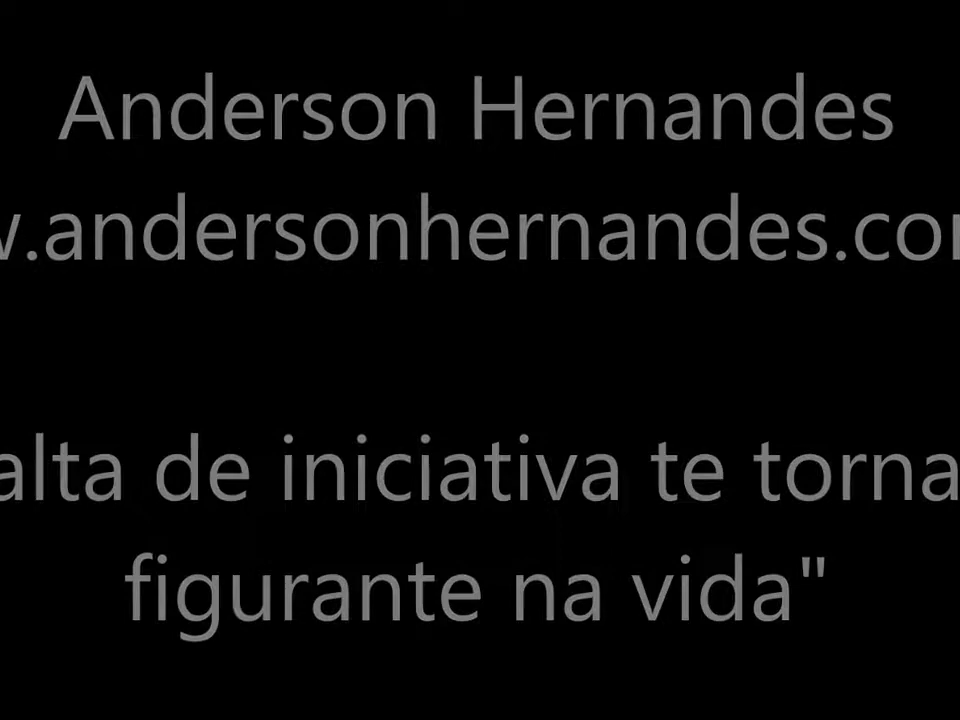 Anderson Hernandes
.andersonhernandes.co
alta de iniciativa te torna
figurante na vida"